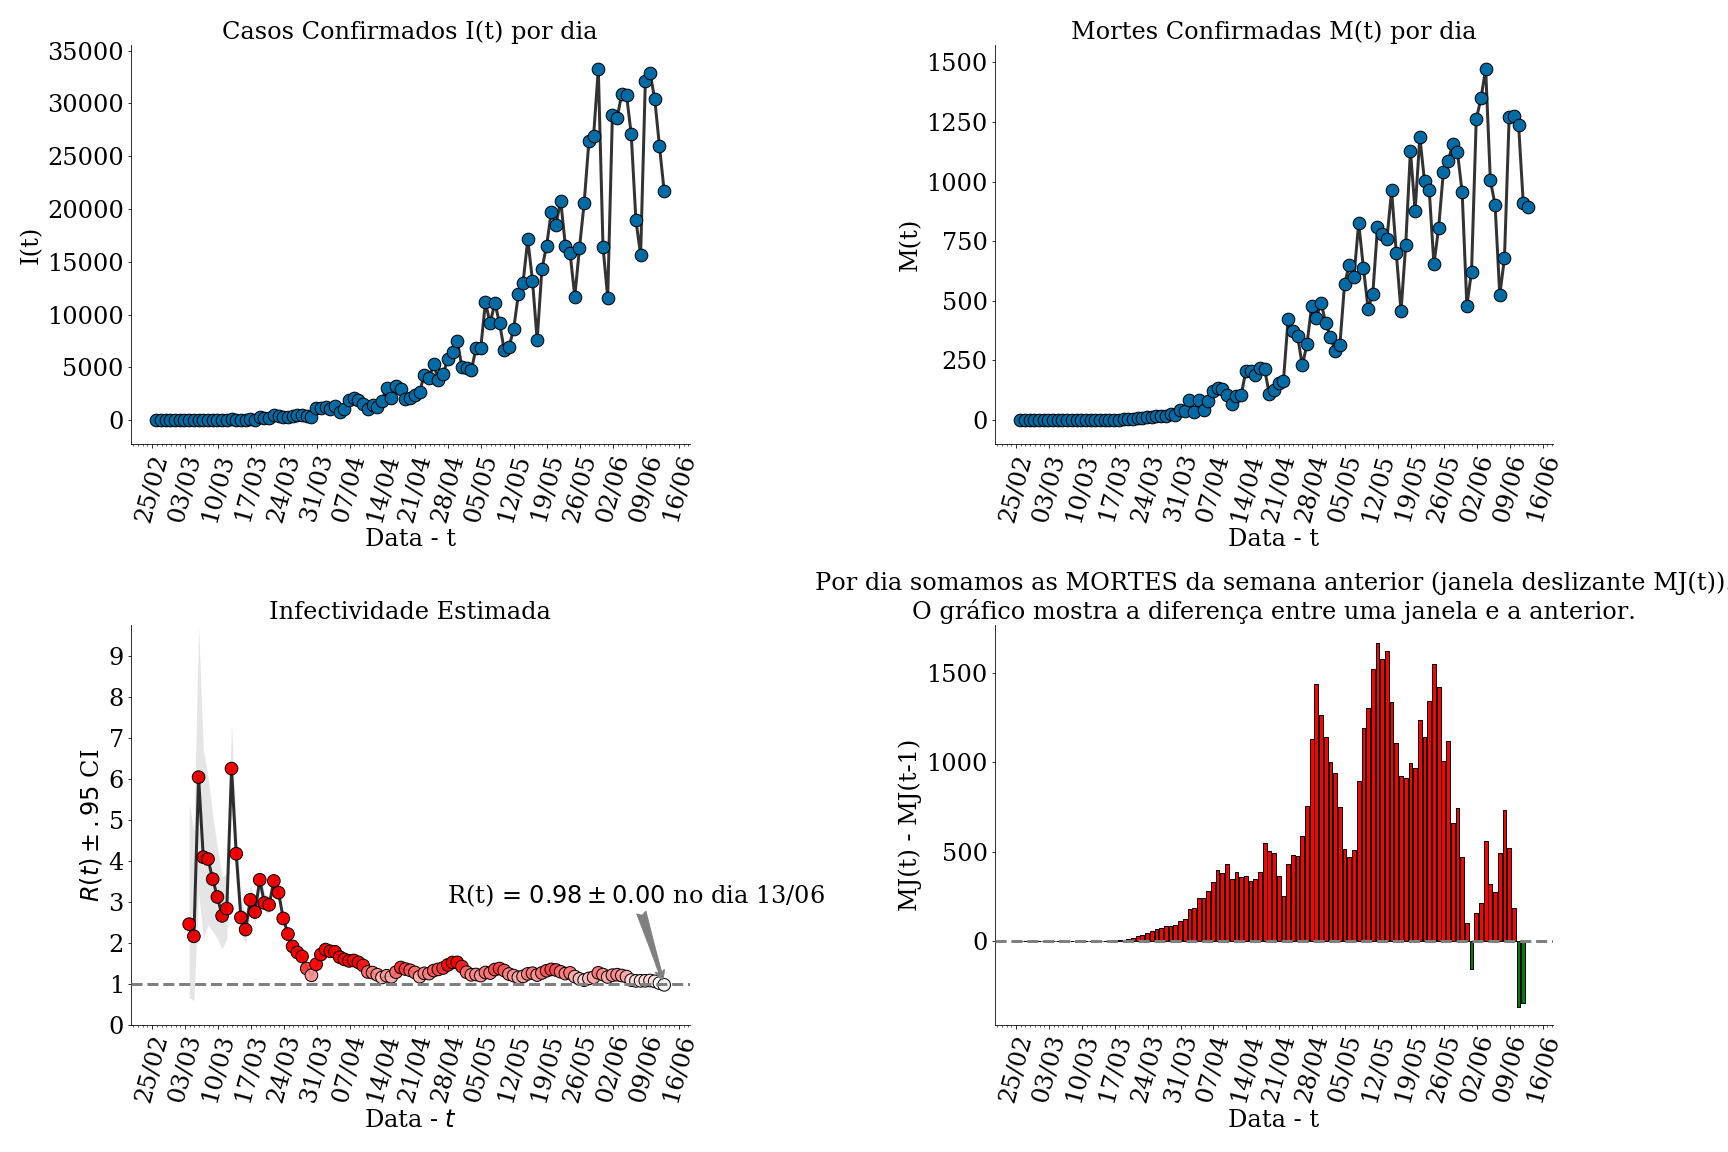 Casos Confirmados I(t) por dia
35000
30000
25000
20000
15000
10000
5000
0
I(t)
25/02 03/03 10/03 17/03 24/03 31/03 07/04 14/04 21/04 28/04 05/05 12/05 19/05 26/05 02/06 09/06 16/06
Data - t
Mortes Confirmadas M(t) por dia
1500
1250
1000
750
500
250
0
M(t)
25/02 03/03 10/03 17/03 24/03 31/03 07/04 14/04 21/04 28/04 05/05 12/05 19/05 26/05 02/06 09/06 16/06
Data - t
Infectividade Estimada
9
8
7
6
5
4
3
2
1
0
R(t) ± .95 CI
R(t) = 0.98 ± 0.00 no dia 13/06
25/02 03/03 10/03 17/03 24/03 31/03 07/04 14/04 21/04 28/04 05/05 12/05 19/05 26/05 02/06 09/06 16/06
Data - t
Por dia somamos as MORTES da semana anterior (janela deslizante MJ(t)).
O gráfico mostra a diferença entre uma janela e a anterior.
1500
1000
500
0
MJ(t) - MJ(t-1)
25/02 03/03 10/03 17/03 24/03 31/03 07/04 14/04 21/04 28/04 05/05 12/05 19/05 26/05 02/06 09/06 16/06
Data - t